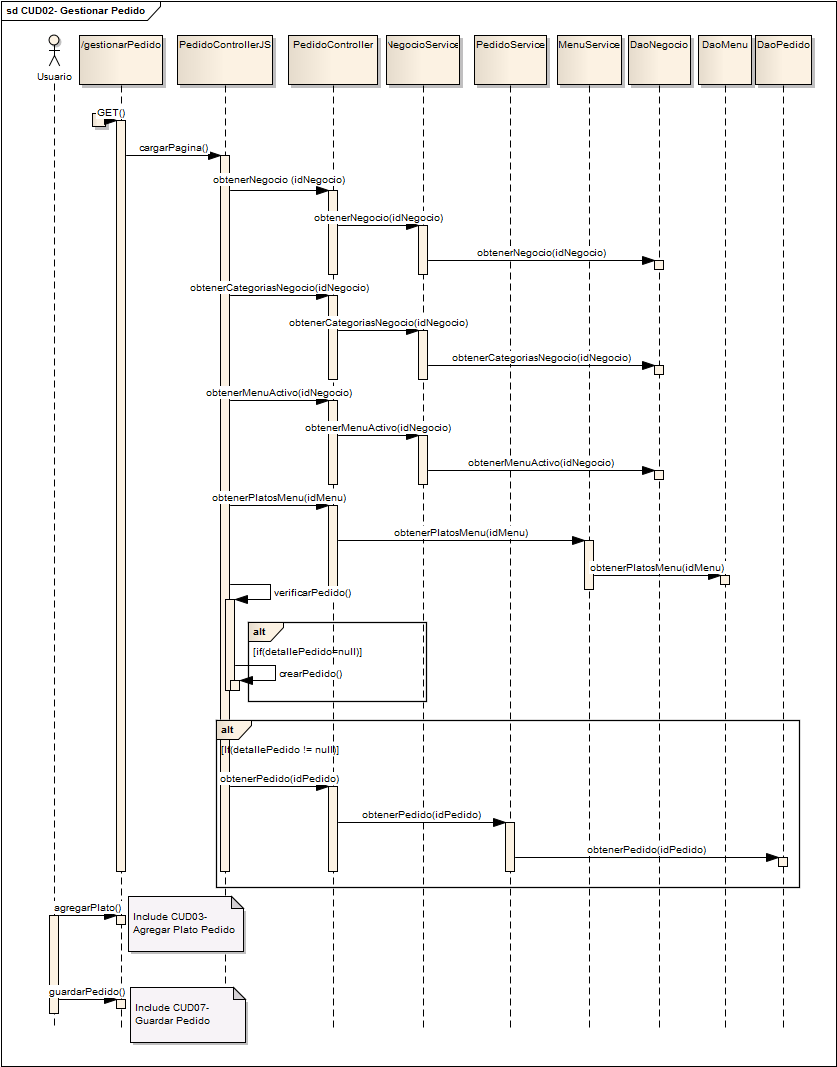 sd CUD02- Gestionar Pedido
Usuario
/gestionarPedido
PedidoControllerJS
PedidoController
NegocioService
PedidoService
MenuService
DaoNegocio
DaoMenu
DaoPedido
GET()
cargarPagina()
obtenerNegocio (idNegocio)
obtenerNegocio(idNegocio)
obtenerNegocio(idNegocio)
obtenerCategoriasNegocio(idNegocio)
obtenerCategoriasNegocio(idNegocio)
obtenerCategoriasNegocio(idNegocio)
obtenerMenuActivo(idNegocio)
obtenerMenuActivo(idNegocio)
obtenerMenuActivo(idNegocio)
obtenerPlatosMenu(idMenu)
obtenerPlatosMenu(idMenu)
obtenerPlatosMenu(idMenu)
verificarPedido()
alt
[if(detallePedido=null)]
crearPedido()
alt
[If(detallePedido != null)]
obtenerPedido(idPedido)
obtenerPedido(idPedido)
obtenerPedido(idPedido)
agregarPlato()
Include CUD03-
Agregar Plato Pedido
guardarPedido()
Include CUD07-
Guardar Pedido